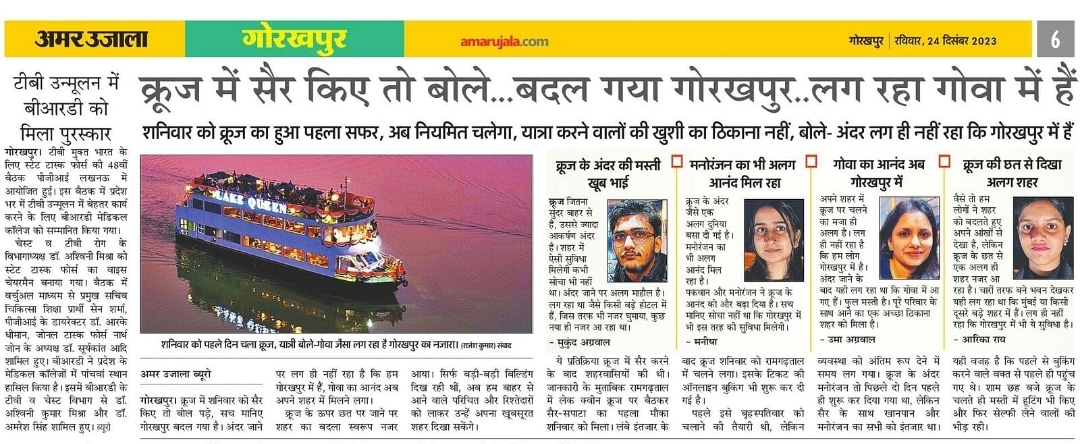 अमर उजाला
गोरखपुर
amarujala.com
गोरखपुर | रविवार, 24 दिसंबर 2023
6
टीबी उन्मूलन में
बीआरडी को
मिला पुरस्कार
गोरखपुर। टीबी मुक्त भारत के
लिए स्टेट टास्क फोर्स की 48वीं
बैठक पीजीआई लखनऊ में
आयोजित हुई। इस बैठक में प्रदेश
भर में टीबी उन्मूलन में बेहतर कार्य
करने के लिए बीआरडी मेडिकल
कॉलेज को सम्मानित किया गया।
चेस्ट व टीबी रोग के
विभागाध्यक्ष डॉ. अश्विनी मिश्रा को
स्टेट टास्क फोर्स का वाइस
चेयरमैन बनाया गया। बैठक में
वर्चुअल माध्यम से प्रमुख सचिव
चिकित्सा शिक्षा पार्थ सेन शर्मा,
पीजीआई के डायरेक्टर डॉ. आरके
धीमान, जोनल टास्क फोर्स नार्थ
जोन के अध्यक्ष डॉ. सूर्यकांत आदि
शामिल हुए। बीआरडी ने प्रदेश के
मेडिकल कॉलेजों में पांचवां स्थान
हासिल किया है। इसमें बीआरडी के
टीबी व चेस्ट विभाग से डॉ.
अश्विनी कुमार मिश्रा और डॉ.
अमरेश सिंह शामिल हुए। ब्यूरो
क्रूज में सैर किए तो बोले...बदल गया गोरखपुर..लग रहा गोवा में हैं
शनिवार को क्रूज का हुआ पहला सफर, अब नियमित चलेगा, यात्रा करने वालों की खुशी का ठिकाना नहीं, बोले- अंदर लग ही नहीं रहा कि गोरखपुर में हैं
LAKE QUEEN
शनिवार को पहले दिन चला क्रूज, यात्री बोले-गोवा जैसा लग रहा है गोरखपुर का नजारा। (राजेश कुमार) संवाद
क्रूज के अंदर की मस्ती
खूब भाई
क्रूज जितना
सुंदर बाहर से
है, उससे ज्यादा
आकर्षण अंदर
है। शहर में
ऐसी सुविधा
मिलेगी कभी
सोचा भी नहीं
था। अंदर जाने पर अलग माहौल है।
लग रहा था जैसे किसी बड़े होटल में
हैं, जिस तरफ भी नजर घुमाया, कुछ
नया ही नजर आ रहा था।
- मुकुंद अग्रवाल
मनोरंजन का भी अलग
आनंद मिल रहा
क्रूज के अंदर
जैसे एक
अलग दुनिया
बसा दी गई है।
मनोरंजन का
भी अलग
आनंद मिल
रहा है।
पकवान और मनोरंजन ने क्रूज के
आनंद को और बढ़ा दिया है। सच
मानिए सोचा नहीं था कि गोरखपुर में
भी इस तरह की सुविधा मिलेगी।
- मनीषा
गोवा का आनंद अब
गोरखपुर में
अपने शहर में
क्रूज पर चलने
का मजा ही
अलग है। लग
ही नहीं रहा है
कि हम लोग
गोरखपुर में है।
अंदर जाने के
बाद यही लग रहा था कि गोवा में आ
गए हैं। फुल मस्ती है। पूरे परिवार के
साथ आने का एक अच्छा ठिकाना
शहर को मिला है।
- उमा अग्रवाल
क्रूज की छत से दिखा
अलग शहर
वैसे तो हम
लोगों ने शहर
को बदलते हुए
अपने आंखों से
देखा है, लेकिन
क्रूज के छत से
एक अलग ही
शहर नजर आ
रहा है। चारों तरफ बने भवन देखकर
यही लग रहा था कि मुंबई या किसी
दूसरे बड़े शहर में हैं। लग ही नहीं
रहा कि गोरखपुर में भी ये सुविधा है।
- आरिका राय
अमर उजाला ब्यूरो
गोरखपुर। क्रूज में शनिवार को सैर
किए तो बोल पड़े, सच मानिए
गोरखपुर बदल गया है। अंदर जाने
पर लग ही नहीं रहा है कि हम
गोरखपुर में हैं, गोवा का आनंद अब
अपने शहर में मिलने लगा।
क्रूज के ऊपर छत पर जाने पर
शहर का बदला स्वरूप नजर
आया। सिर्फ बड़ी-बड़ी बिल्डिंग
दिख रही थीं, अब हम बाहर से
आने वाले परिचित और रिश्तेदारों
को लाकर उन्हें अपना खूबसूरत
शहर दिखा सकेंगे।
ये प्रतिक्रिया क्रूज में सैर करने
के बाद शहरवासियों की थी।
जानकारी के मुताबिक रामगढ़ताल
में लेक क्वीन क्रूज पर बैठकर
सैर-सपाटा का पहला मौका
शनिवार को मिला। लंबे इंतजार के
बाद क्रूज शनिवार को रामगढ़ताल
में चलने लगा। इसके टिकट की
ऑनलाइन बुकिंग भी शुरू कर दी
गई है।
पहले इसे बृहस्पतिवार को
चलाने की तैयारी थी, लेकिन
व्यवस्था को अंतिम रूप देने में
समय लग गया। क्रूज के अंदर
मनोरंजन तो पिछले दो दिन पहले
ही शुरू कर दिया गया था, लेकिन
सैर के साथ खानपान और
मनोरंजन का सभी को इंतजार था।
यही वजह है कि पहले से बुकिंग
करने वाले वक्त से पहले ही पहुंच
गए थे। शाम छह बजे क्रूज के
चलते ही मस्ती में हूटिंग भी किए
और फिर सेल्फी लेने वालों की
भीड़ रही।